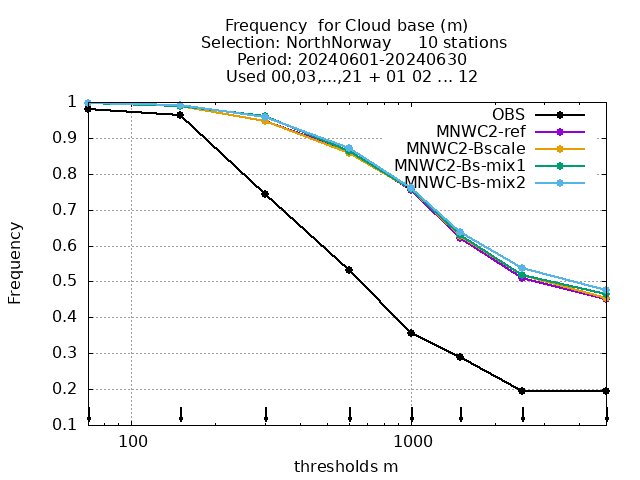 Frequency  for Cloud base (m)
Selection: NorthNorway     10 stations
Period: 20240601-20240630
Used 00,03,...,21 + 01 02 ... 12
OBS
MNWC2-ref
MNWC2-Bscale
MNWC2-Bs-mix1
MNWC-Bs-mix2
1
0.9
0.8
0.7
0.6
0.5
0.4
0.3
0.2
0.1
Frequency
100
1000
thresholds m